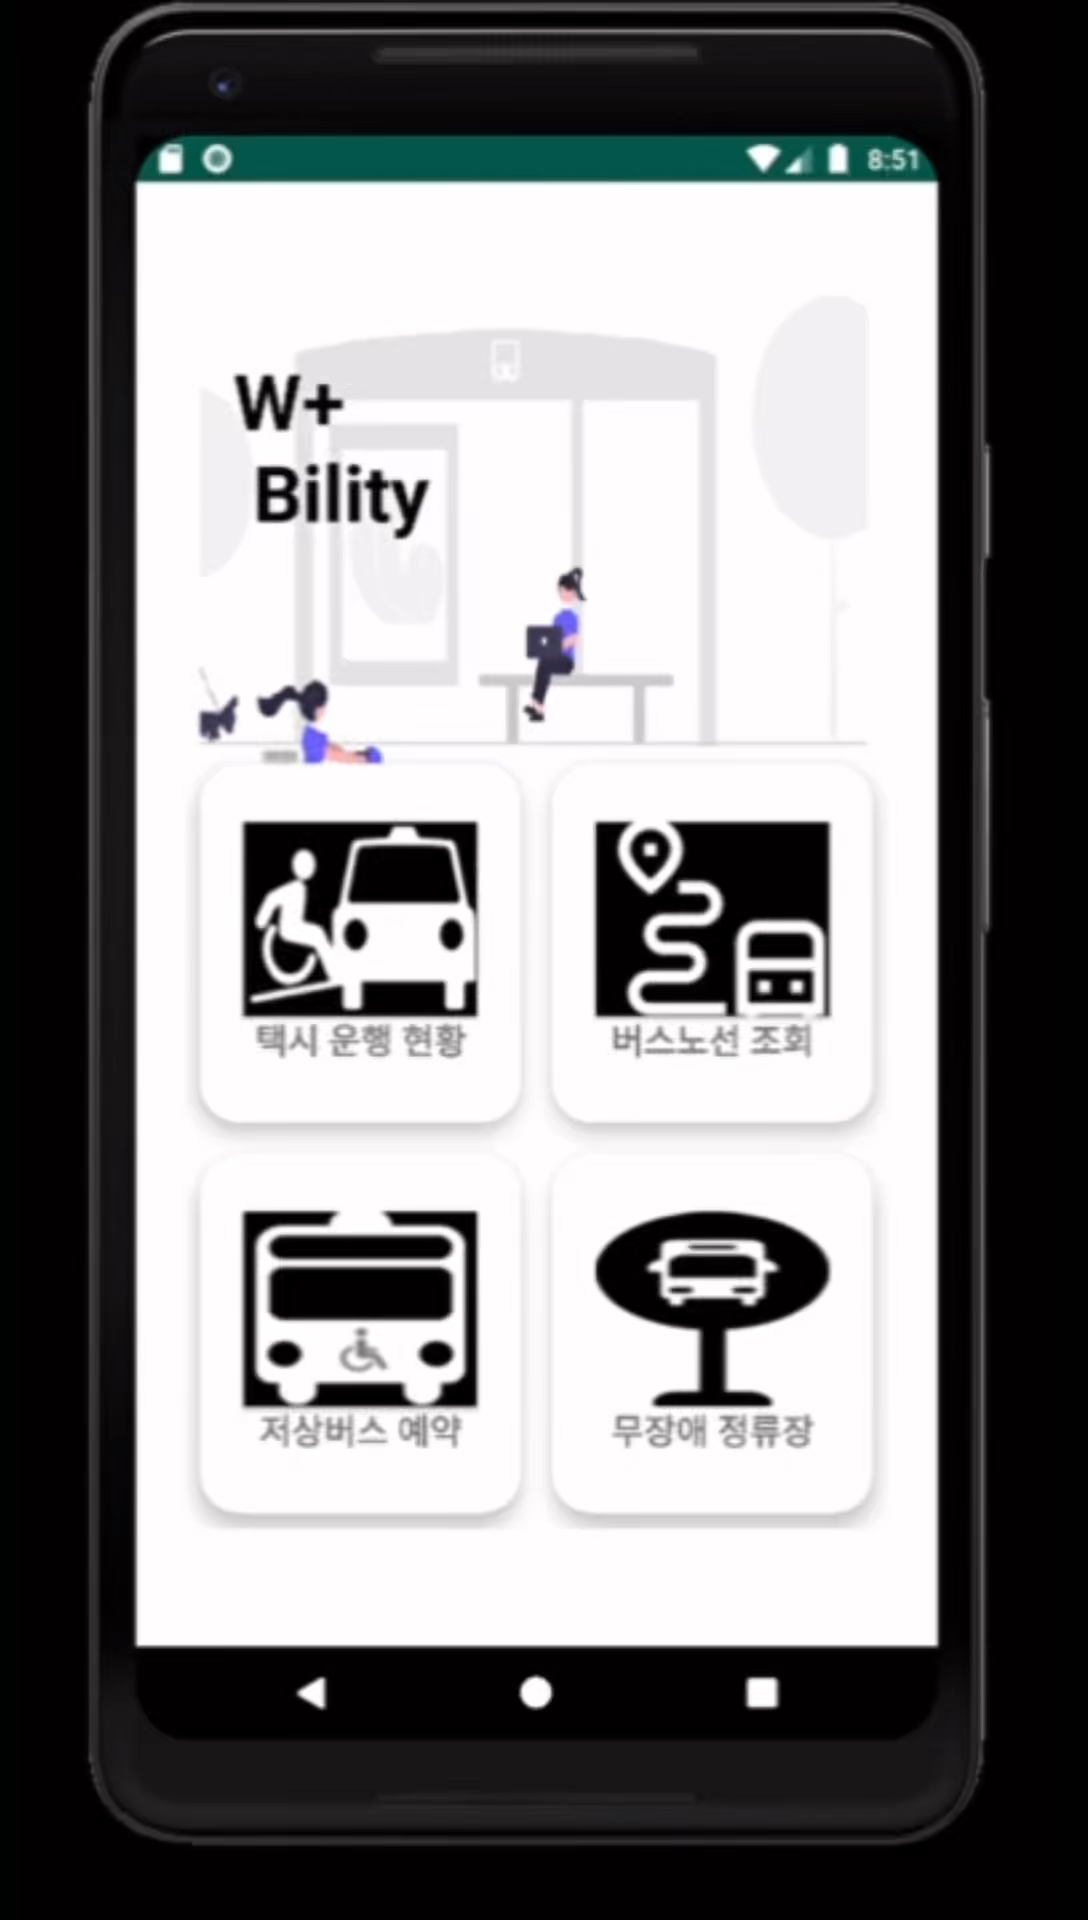 8:51
W+
Bility
택시 운행 현황
버스노선 조회
저상버스 예약
무장애 정류장